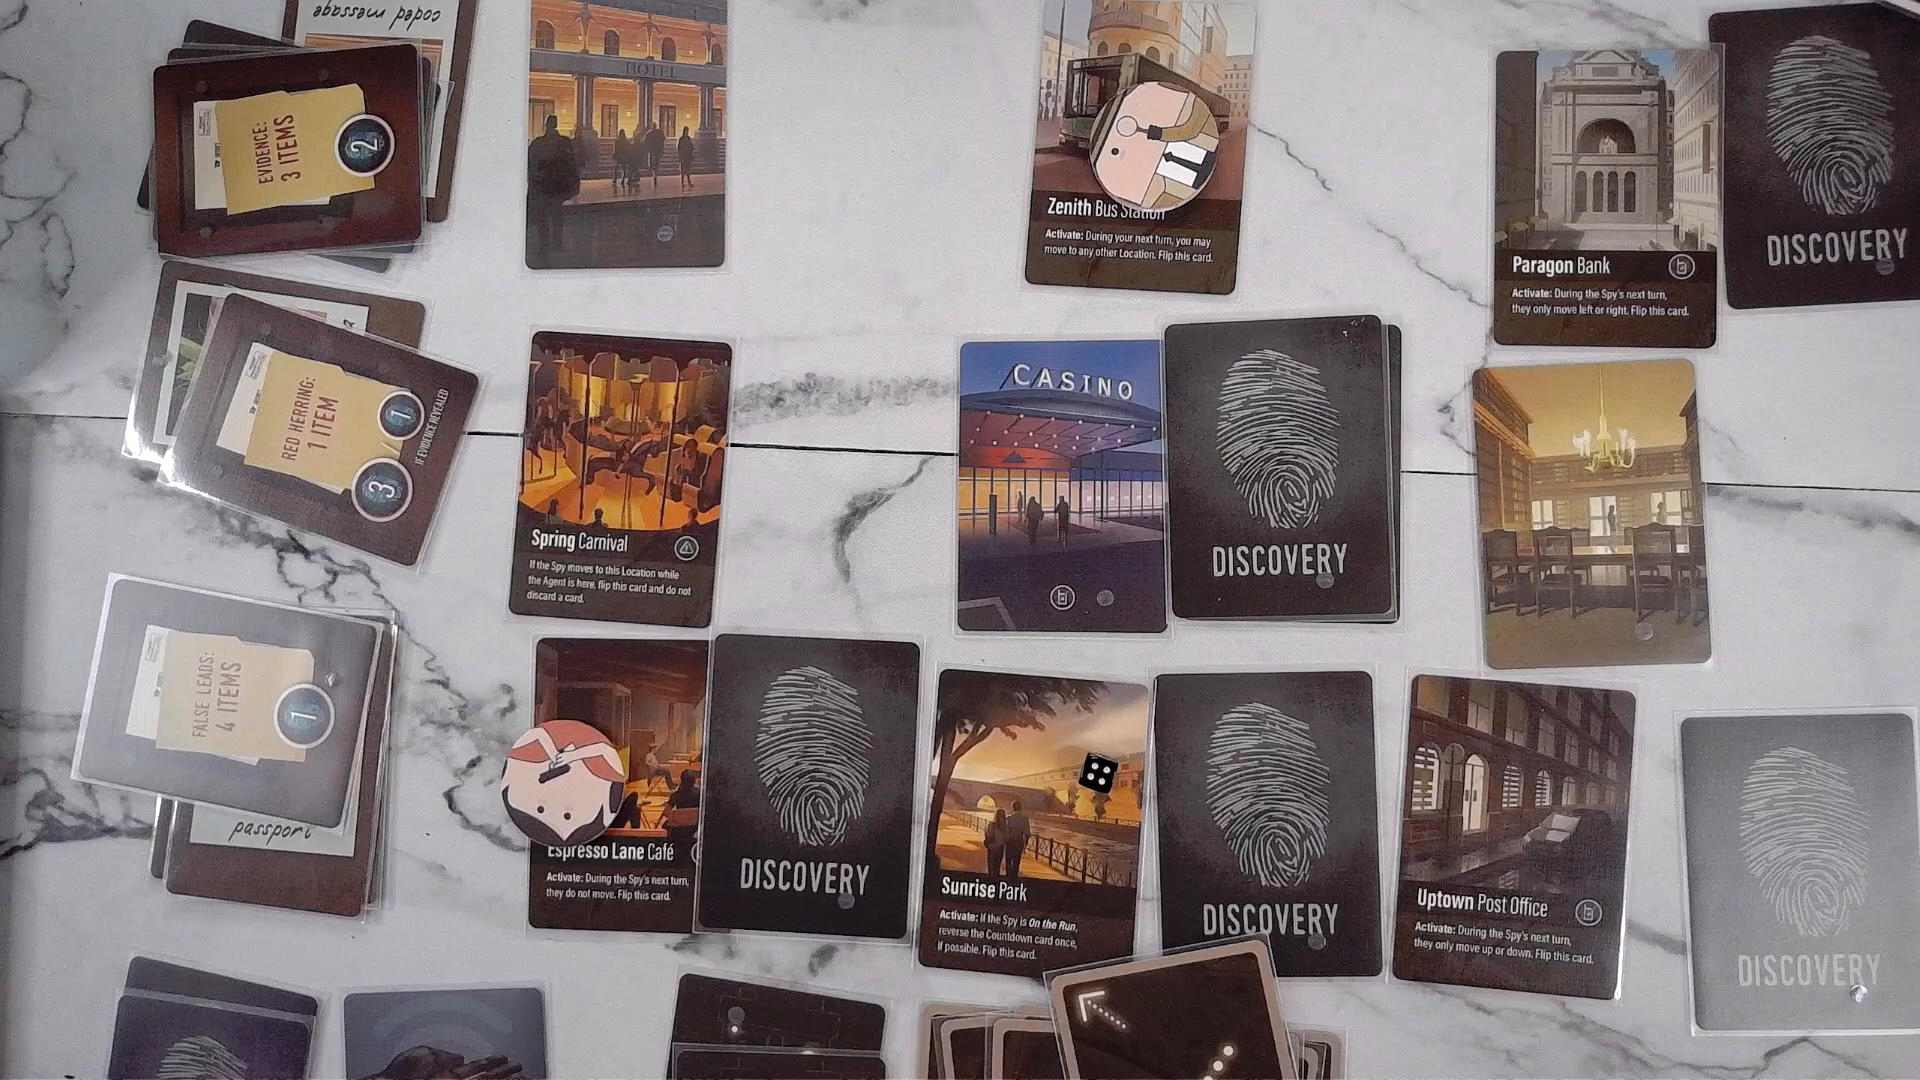 coded message
EVIDENCE:
3 ITEMS
2
HOTEL
Zenith Bus Station
Activate: During your next turn, you may
move to any other Location. Flip this card.
Paragon Bank
Activate: During the Spy's next turn,
they only move left or right. Flip this card.
DISCOVERY
RED HERRING:
1 ITEM
3 / 1
IF EVIDENCE REVEALED
Spring Carnival
If the Spy moves to this Location while
the Agent is here, flip this card and do not
discard a card.
CASINO
DISCOVERY
FALSE LEADS:
4 ITEMS
1
passport
Espresso Lane Café
Activate: During the Spy's next turn,
they do not move. Flip this card.
DISCOVERY
Sunrise Park
Activate: If the Spy is On the Run,
reverse the Countdown card once,
if possible. Flip this card.
DISCOVERY
Uptown Post Office
Activate: During the Spy's next turn,
they only move up or down. Flip this card.
DISCOVERY